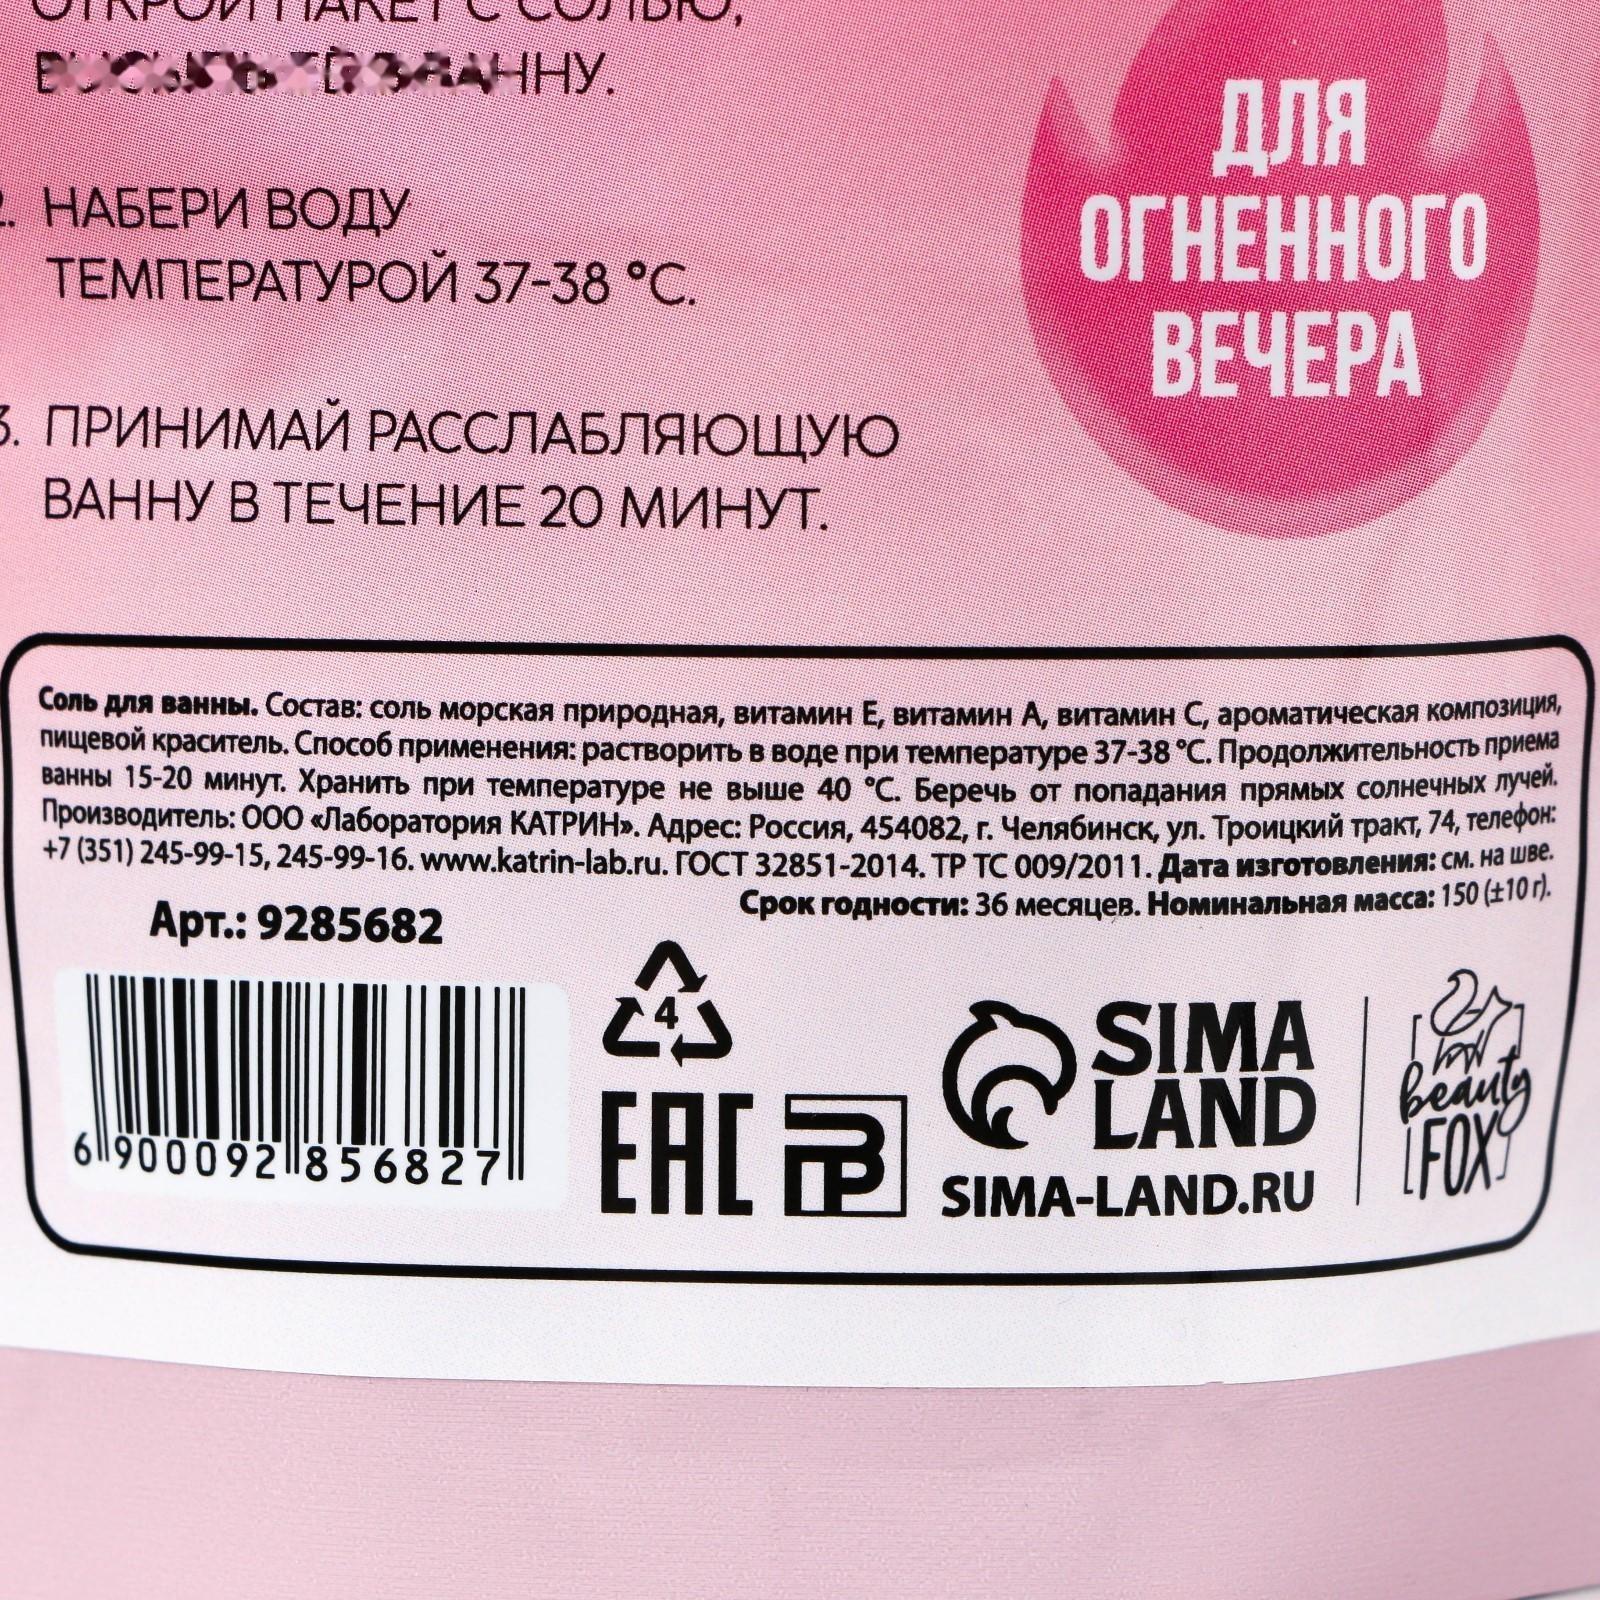 ОТКРОЙ ПАКЕТ С СОЛЬЮ,
ВАННУ.
2. НАБЕРИ ВОДУ
ТЕМПЕРАТУРОЙ 37-38 °С.
3. ПРИНИМАЙ РАССЛАБЛЯЮЩУЮ
ВАННУ В ТЕЧЕНИЕ 20 МИНУТ.
ДЛЯ
ОГНЕННОГО
ВЕЧЕРА
Соль для ванны. Состав: соль морская природная, витамин Е, витамин А, витамин С, ароматическая композиция,
пищевой краситель. Способ применения: растворить в воде при температуре 37-38 °С. Продолжительность приема
ванны 15-20 минут. Хранить при температуре не выше 40 °С. Беречь от попадания прямых солнечных лучей.
Производитель: ООО «Лаборатория КАТРИН». Адрес: Россия, 454082, г. Челябинск, ул. Троицкий тракт, 74, телефон:
+7 (351) 245-99-15, 245-99-16. www.katrin-lab.ru. ГОСТ 32851-2014. ТР ТС 009/2011. Дата изготовления: см. на шве.
Срок годности: 36 месяцев. Номинальная масса: 150 (±10 г).
Арт.: 9285682
6 900092 856827
4
EAC
SIMA
LAND
SIMA-LAND.RU
beauty
FOX